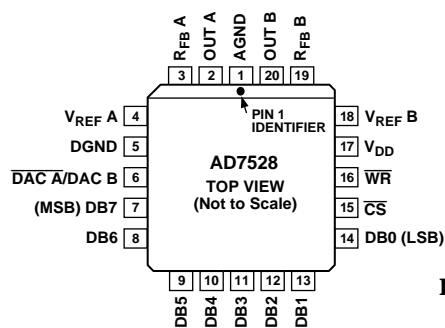 RFB A
OUT A
AGND
OUT B
RFB B
3
2
1
20
19
VREF A 4
DGND 5
DAC A/DAC B 6
(MSB) DB7 7
DB6 8
PIN 1
IDENTIFIER
AD7528
TOP VIEW
(Not to Scale)
18 VREF B
17 VDD
16 WR
15 CS
14 DB0 (LSB)
9
10
11
12
13
DB5
DB4
DB3
DB2
DB1